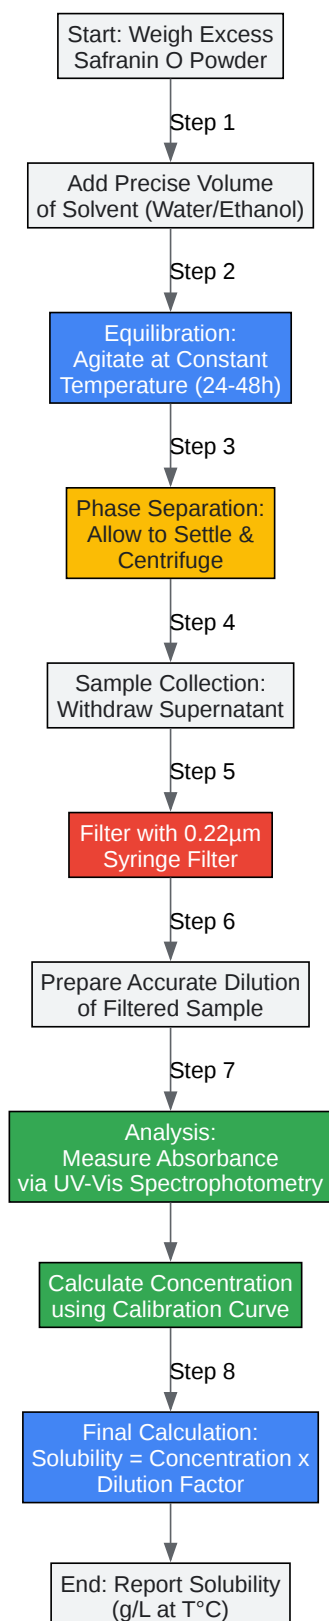 Start: Weigh Excess
Safranin O Powder
Step 1
Add Precise Volume
of Solvent (Water/Ethanol)
Step 2
Equilibration:
Agitate at Constant
Temperature (24-48h)
Step 3
Phase Separation:
Allow to Settle &
Centrifuge
Step 4
Sample Collection:
Withdraw Supernatant
Step 5
Filter with 0.22µm
Syringe Filter
Step 6
Prepare Accurate Dilution
of Filtered Sample
Step 7
Analysis:
Measure Absorbance
via UV-Vis Spectrophotometry
Calculate Concentration
using Calibration Curve
Step 8
Final Calculation:
Solubility = Concentration x
Dilution Factor
End: Report Solubility
(g/L at T°C)